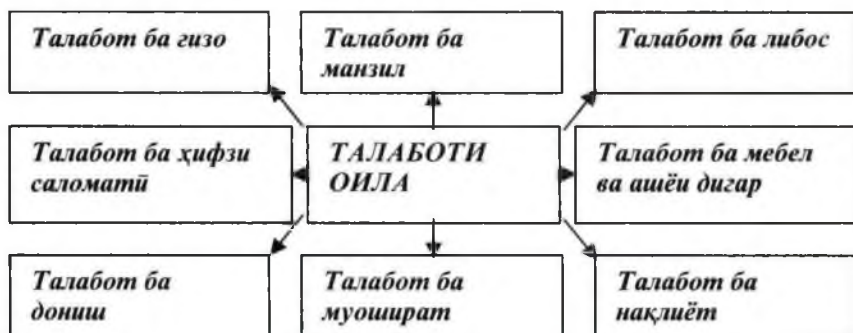 Талабот ба гизо
Талабот ба
манзил
Талабот ба либос
Талабот ба ҳифзи
саломатӣ
ТАЛАБОТИ
ОИЛА
Талабот ба мебел
ва ашёи дигар
Талабот ба
дониш
Талабот ба
муошират
Талабот ба
нақлиёт